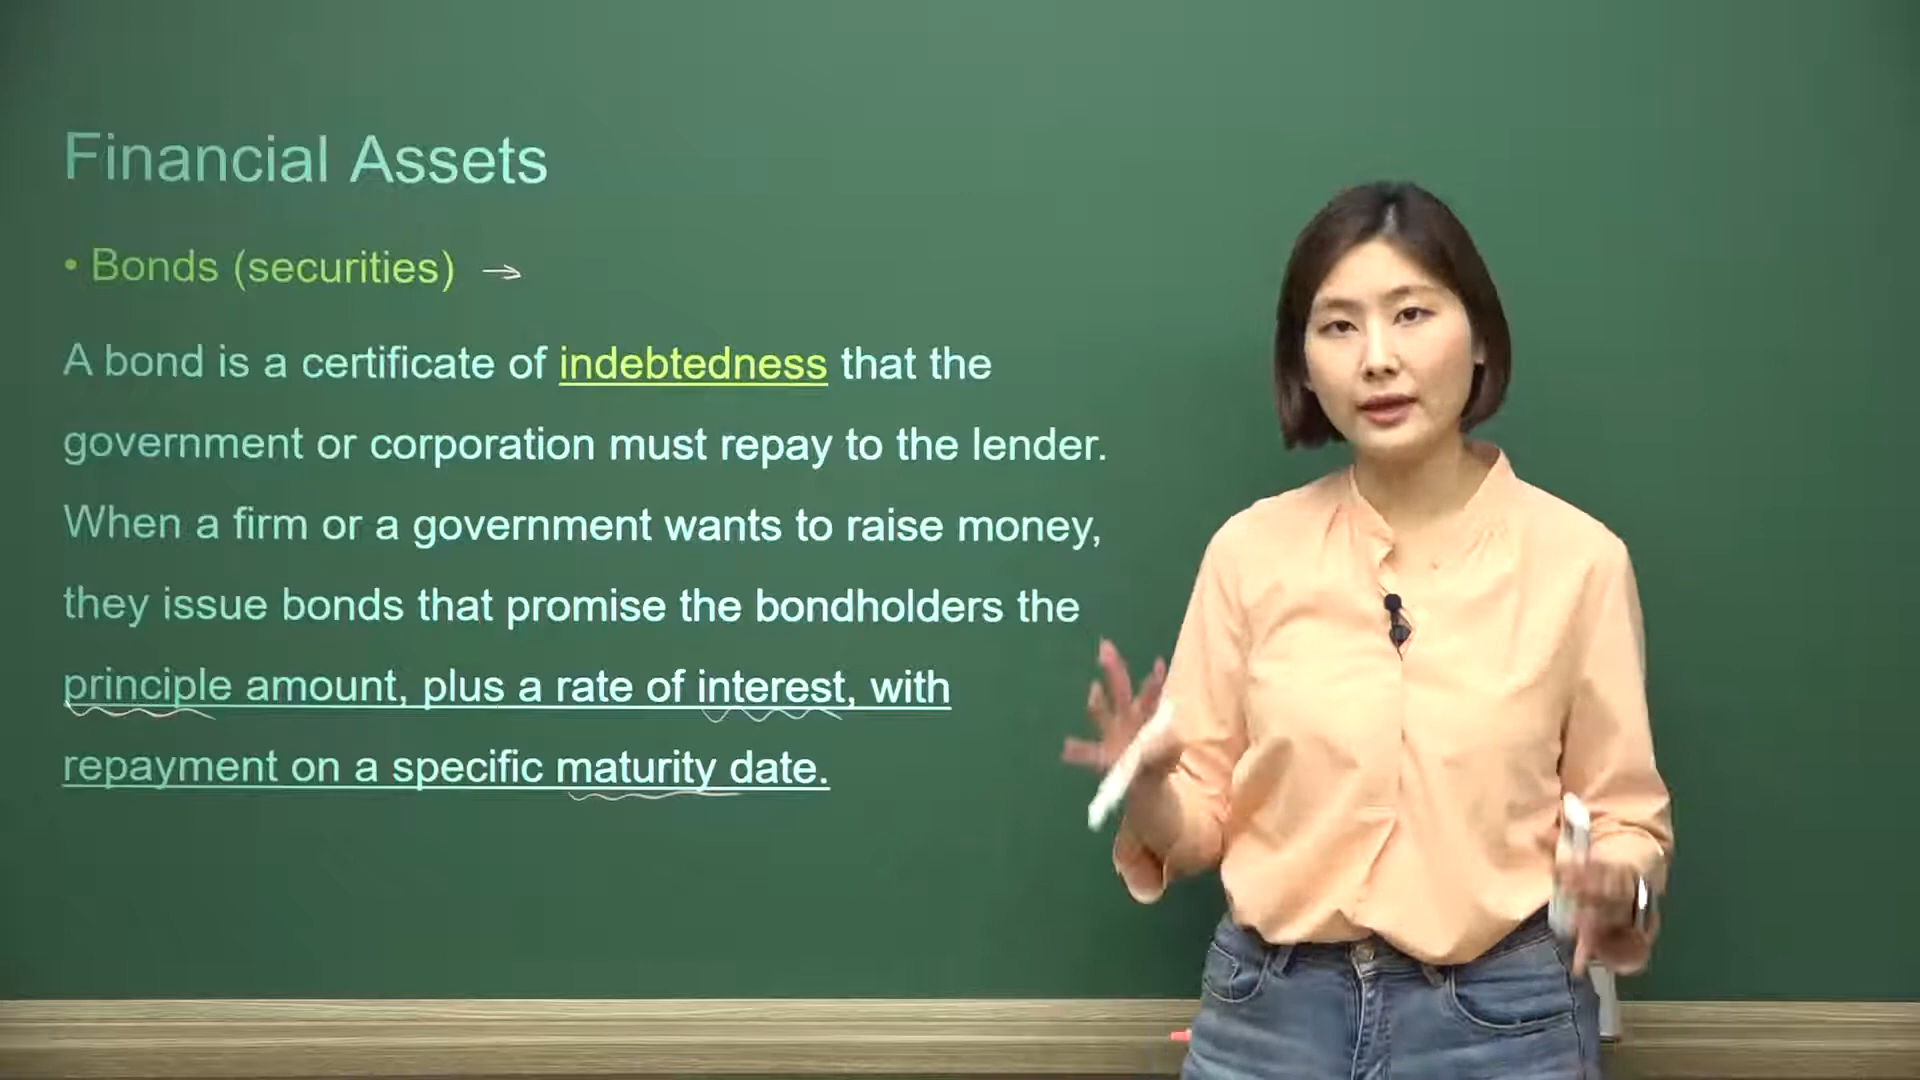 Financial Assets
• Bonds (securities) →
A bond is a certificate of indebtedness that the
government or corporation must repay to the lender.
When a firm or a government wants to raise money,
they issue bonds that promise the bondholders the
principle amount, plus a rate of interest, with
repayment on a specific maturity date.